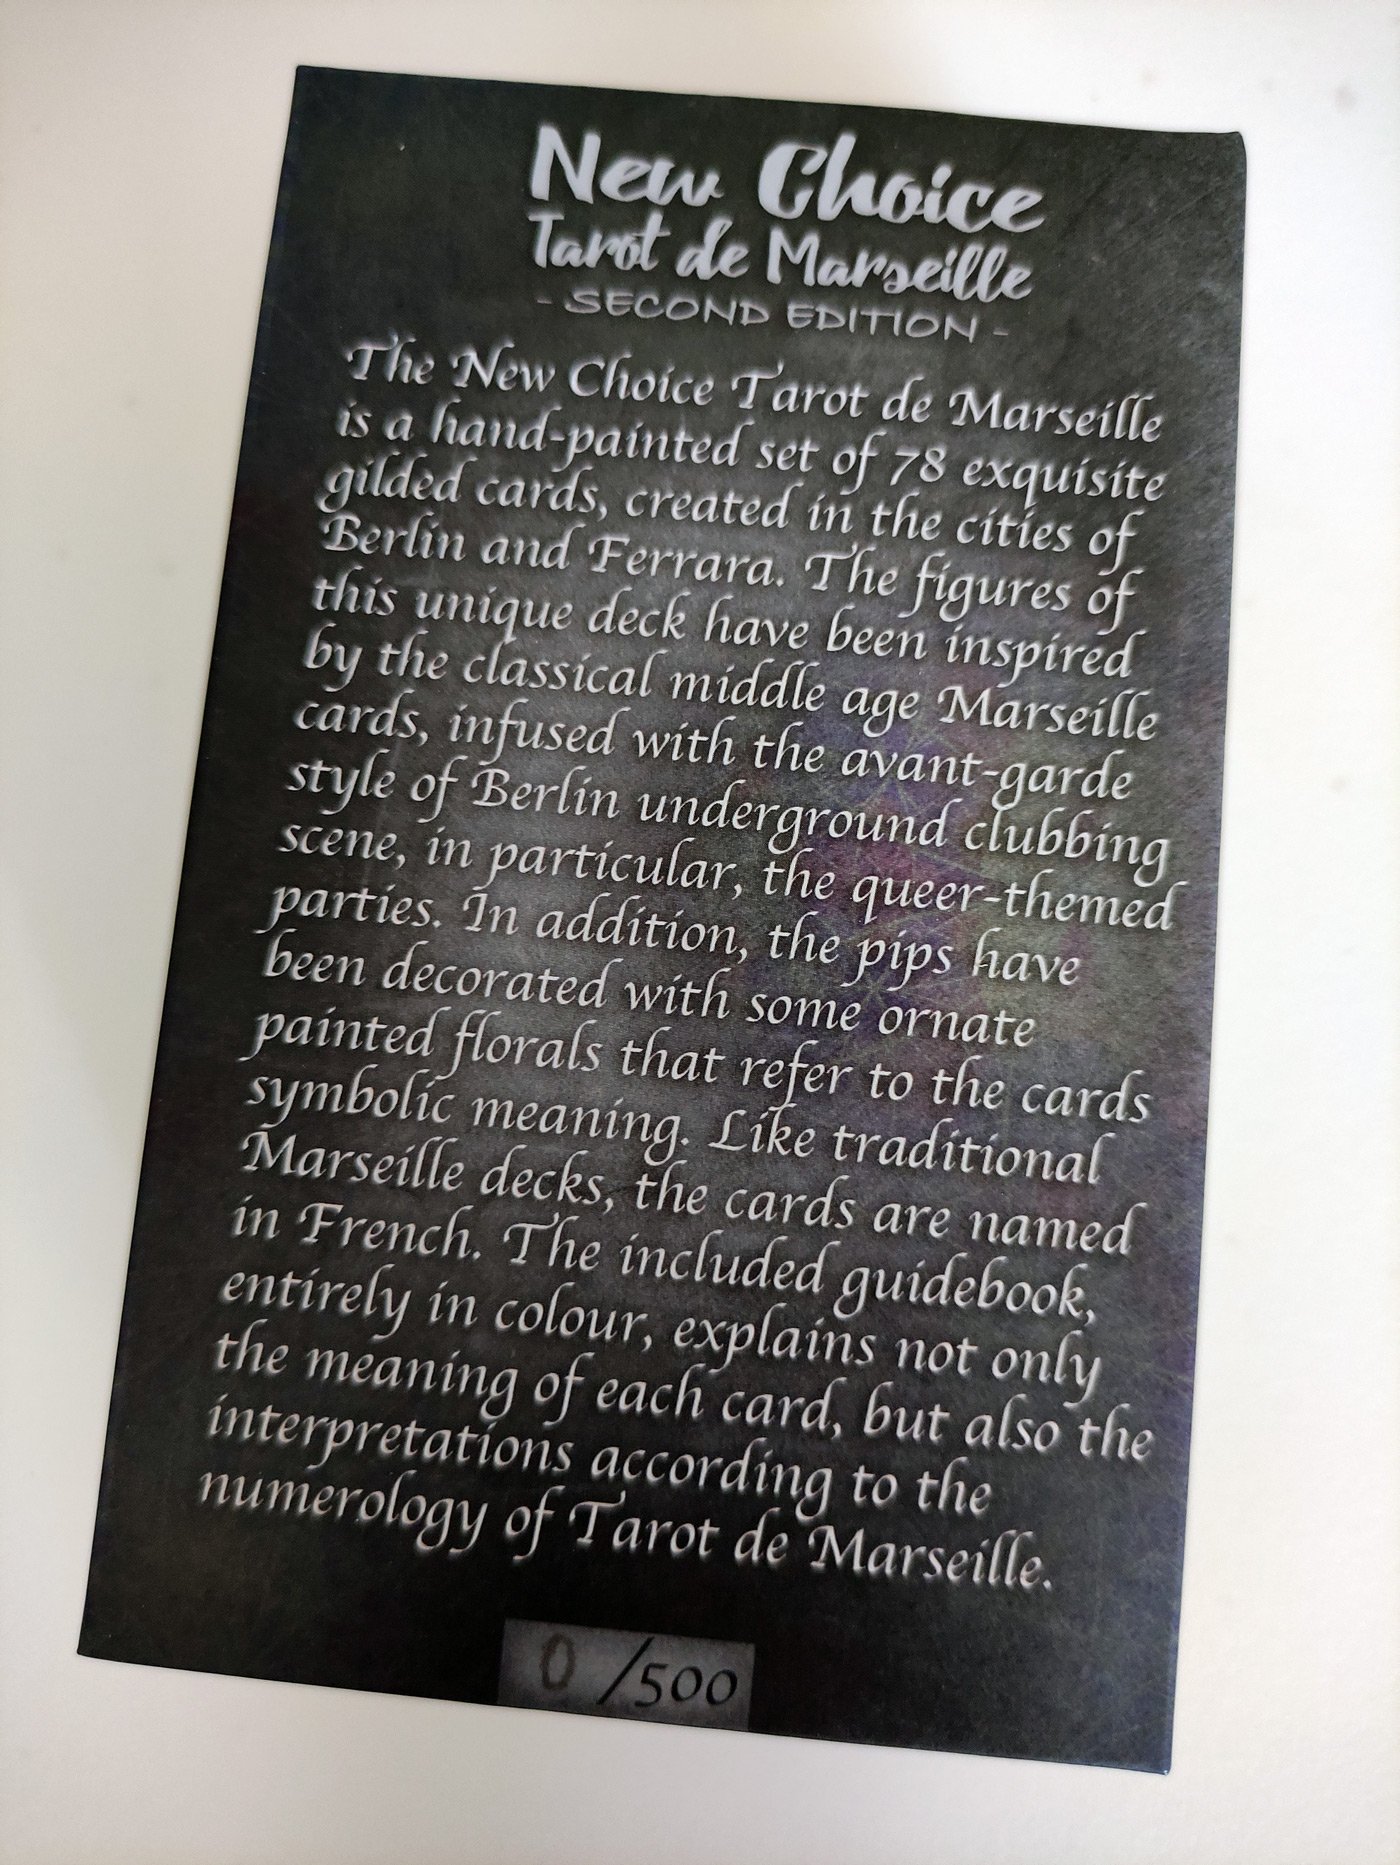 New Choice
Tarot de Marseille
- SECOND EDITION -
The New Choice Tarot de Marseille
is a hand-painted set of 78 exquisite
gilded cards, created in the cities of
Berlin and Ferrara. The figures of
this unique deck have been inspired
by the classical middle age Marseille
cards, infused with the avant-garde
style of Berlin underground clubbing
scene, in particular, the queer-themed
parties. In addition, the pips have
been decorated with some ornate
painted florals that refer to the cards
symbolic meaning. Like traditional
Marseille decks, the cards are named
in French. The included guidebook,
entirely in colour, explains not only
the meaning of each card, but also the
interpretations according to the
numerology of Tarot de Marseille.
0 /500